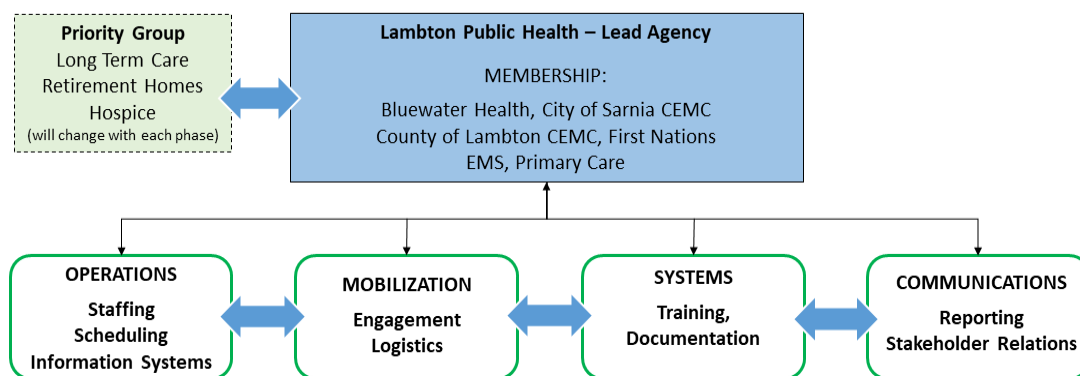 Priority Group
Long Term Care
Retirement Homes
Hospice
(will change with each phase)
Lambton Public Health – Lead Agency
MEMBERSHIP:
Bluewater Health, City of Sarnia CEMC
County of Lambton CEMC, First Nations
EMS, Primary Care
OPERATIONS
Staffing
Scheduling
Information Systems
MOBILIZATION
Engagement
Logistics
SYSTEMS
Training,
Documentation
COMMUNICATIONS
Reporting
Stakeholder Relations